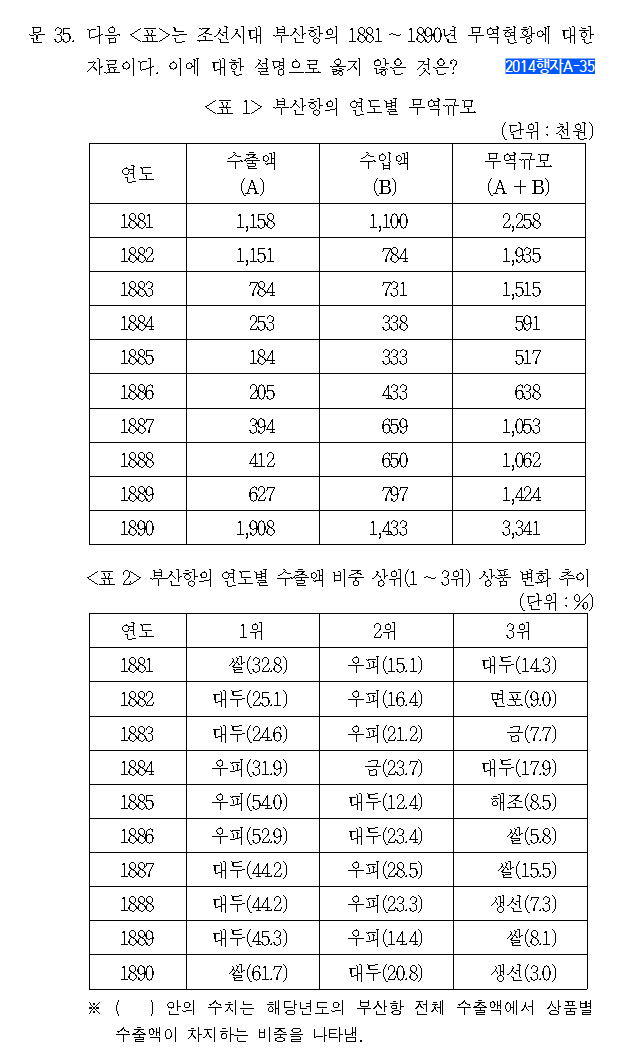 문 35. 다음 <표>는 조선시대 부산항의 1881 ~ 1890년 무역현황에 대한
자료이다. 이에 대한 설명으로 옳지 않은 것은? 2014행시A-35
<표 1> 부산항의 연도별 무역규모
(단위 : 천원)
연도 수출액 (A) 수입액 (B) 무역규모 (A + B)
1881 1,158 1,100 2,258
1882 1,151 784 1,935
1883 784 731 1,515
1884 253 338 591
1885 184 333 517
1886 205 433 638
1887 394 659 1,053
1888 412 650 1,062
1889 627 797 1,424
1890 1,908 1,433 3,341
<표 2> 부산항의 연도별 수출액 비중 상위(1 ~ 3위) 상품 변화 추이
(단위 : %)
연도 1위 2위 3위
1881 쌀(32.8) 우피(15.1) 대두(14.3)
1882 대두(25.1) 우피(16.4) 면포(9.0)
1883 대두(24.6) 우피(21.2) 금(7.7)
1884 우피(31.9) 금(23.7) 대두(17.9)
1885 우피(54.0) 대두(12.4) 해조(8.5)
1886 우피(52.9) 대두(23.4) 쌀(5.8)
1887 대두(44.2) 우피(28.5) 쌀(15.5)
1888 대두(44.2) 우피(23.3) 생선(7.3)
1889 대두(45.3) 우피(14.4) 쌀(8.1)
1890 쌀(61.7) 대두(20.8) 생선(3.0)
※ ( ) 안의 수치는 해당년도의 부산항 전체 수출액에서 상품별
수출액이 차지하는 비중을 나타냄.